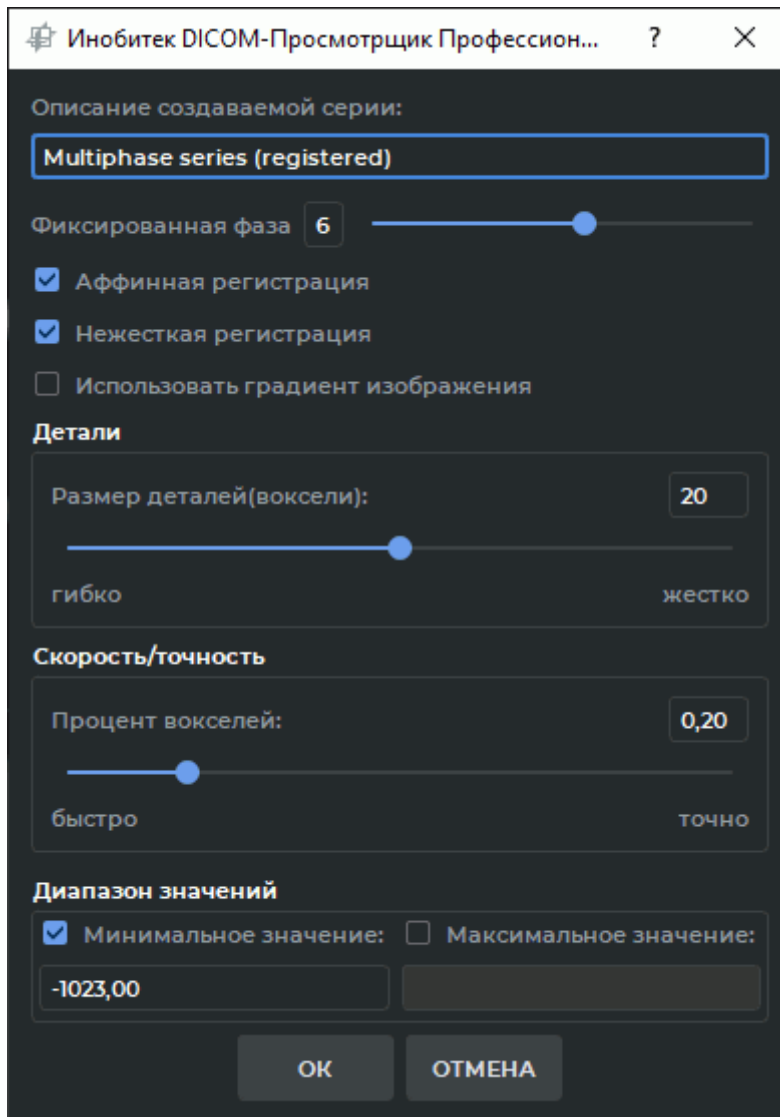 Инобитек DICOM-Просмотрщик Профессион... ?
Описание создаваемой серии:
Multiphase series (registered)
Фиксированная фаза 6
Аффинная регистрация
Нежесткая регистрация
Использовать градиент изображения
Детали
Размер деталей(воксели): 20
гибко жестко
Скорость/точность
Процент вокселей: 0,20
быстро точно
Диапазон значений
Минимальное значение: Максимальное значение:
-1023,00
ОК ОТМЕНА